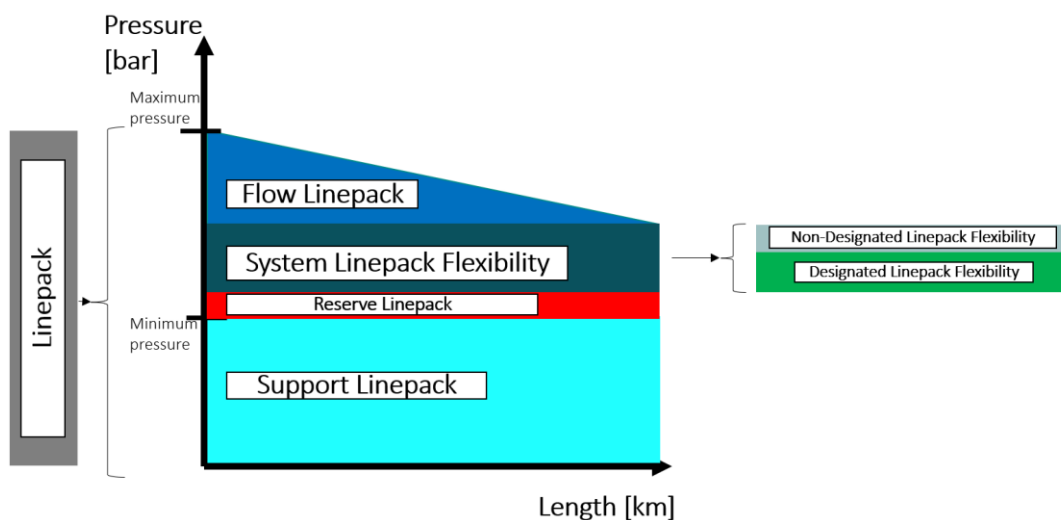 Pressure
[bar]
Maximum
pressure
Flow Linepack
Non-Designated Linepack Flexibility
System Linepack Flexibility
Designated Linepack Flexibility
Linepack
Reserve Linepack
Minimum
pressure
Support Linepack
Length [km]